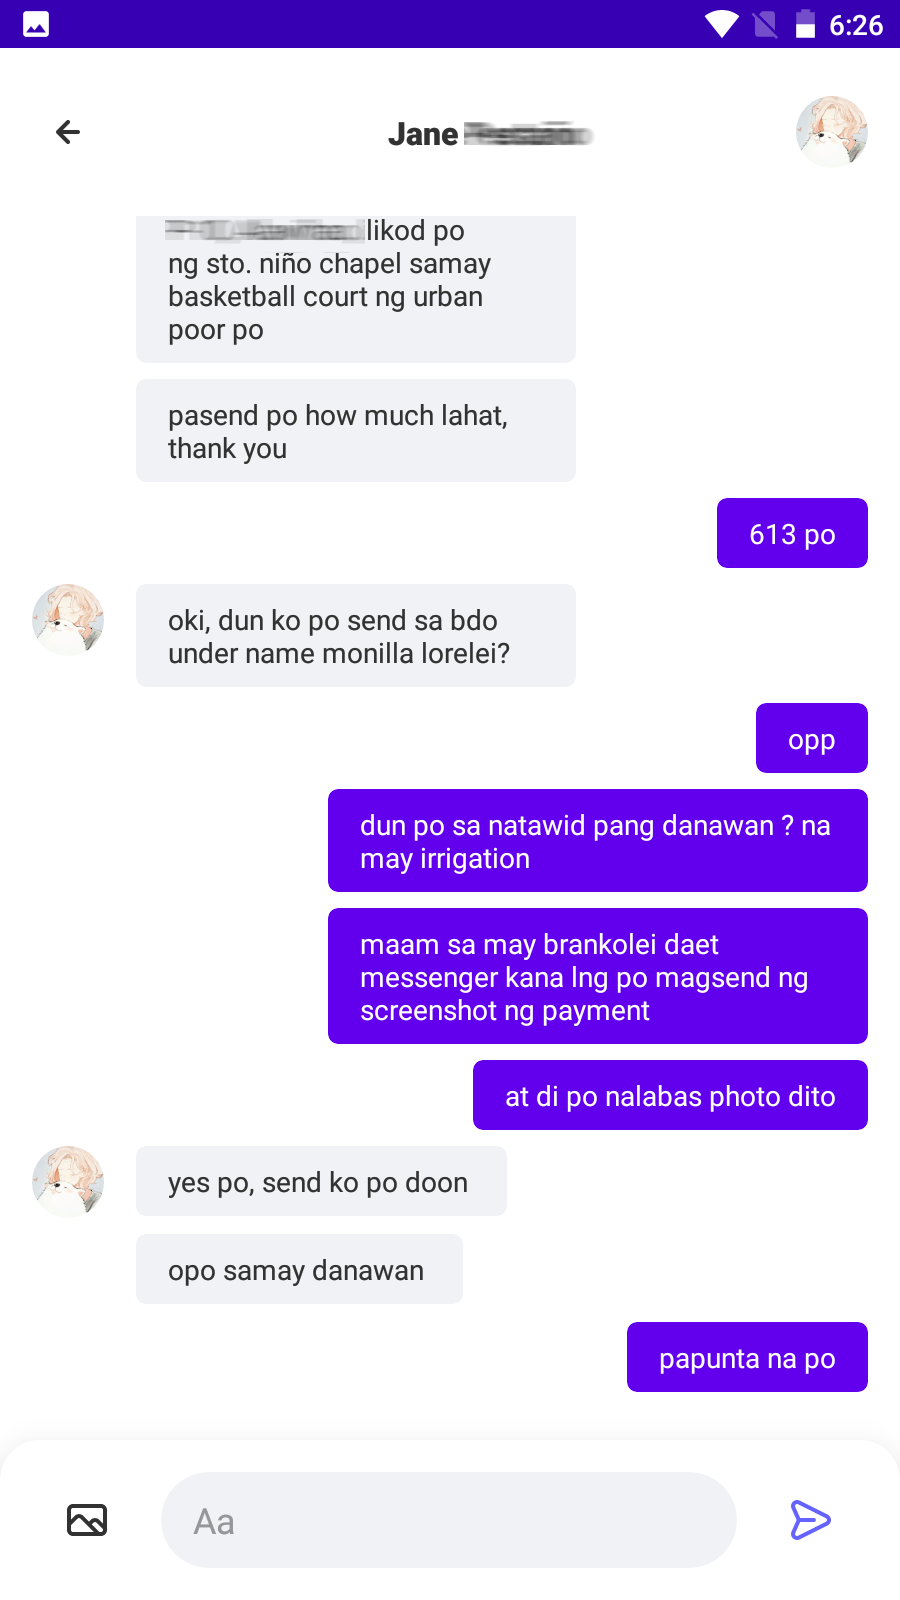 6:26
Jane
likod po
ng sto. niño chapel samay
basketball court ng urban
poor po
pasend po how much lahat,
thank you
613 po
oki, dun ko po send sa bdo
under name monilla lorelei?
opp
dun po sa natawid pang danawan ? na
may irrigation
maam sa may brankolei daet
messenger kana lng po magsend ng
screenshot ng payment
at di po nalabas photo dito
yes po, send ko po doon
opo samay danawan
papunta na po
Aa